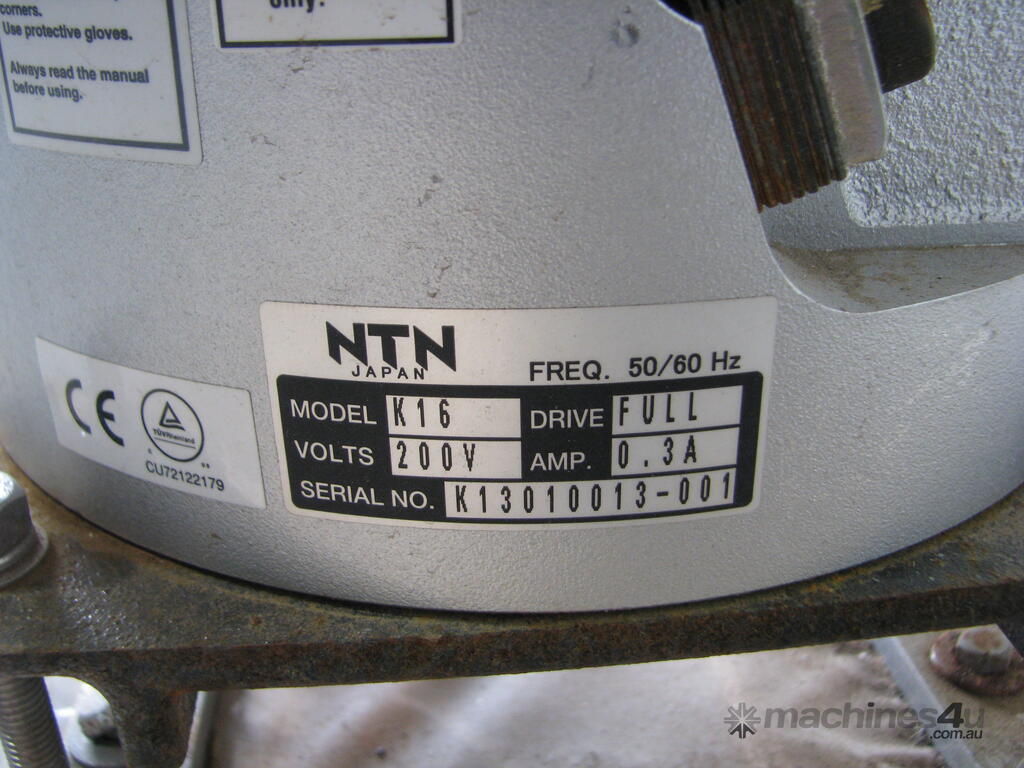 corners.
Use protective gloves.
Always read the manual
before using.
only.
NTN
JAPAN
FREQ. 50/60 Hz
MODEL K16 DRIVE FULL
VOLTS 200V AMP. 0.3A
SERIAL NO. K13010013-001
CE
TÜVRheinland
CU72122179
machines4u
.com.au